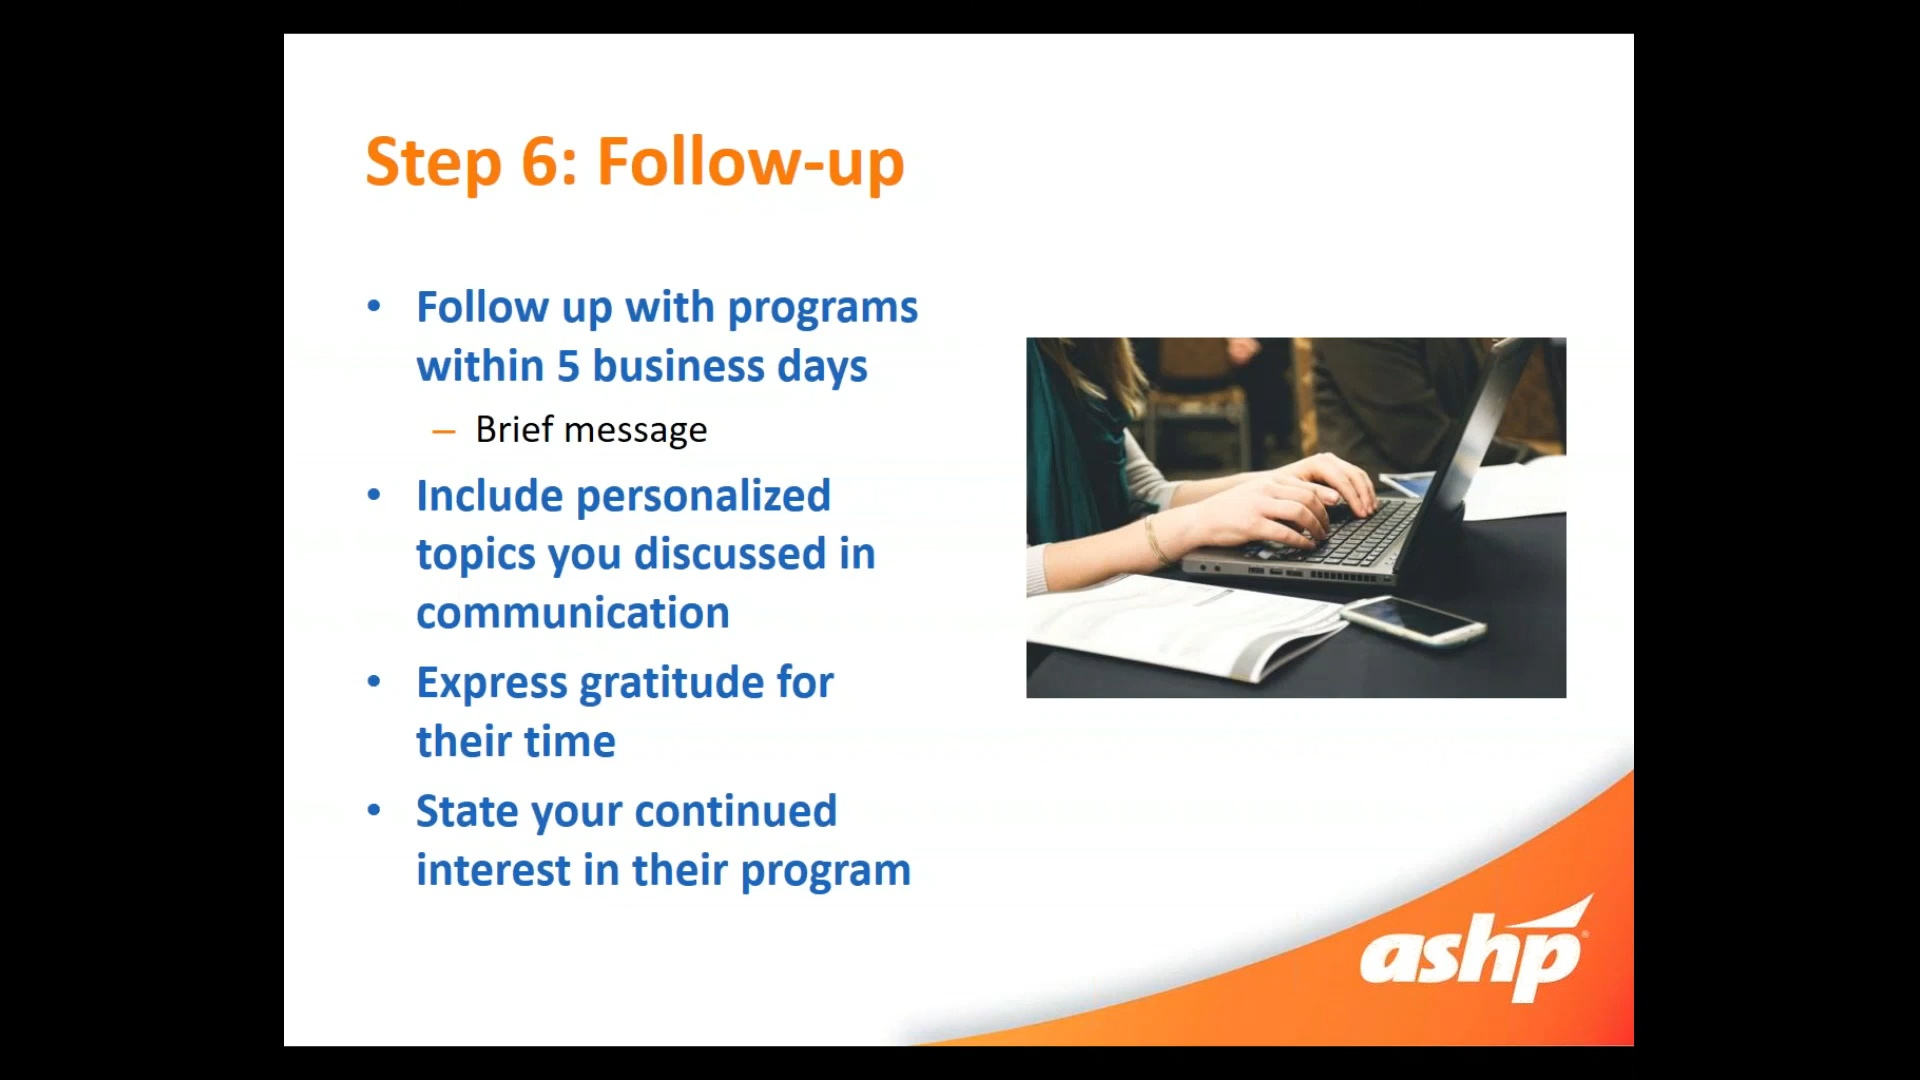 Step 6: Follow-up
• Follow up with programs
within 5 business days
– Brief message
• Include personalized
topics you discussed in
communication
• Express gratitude for
their time
• State your continued
interest in their program
ashp®